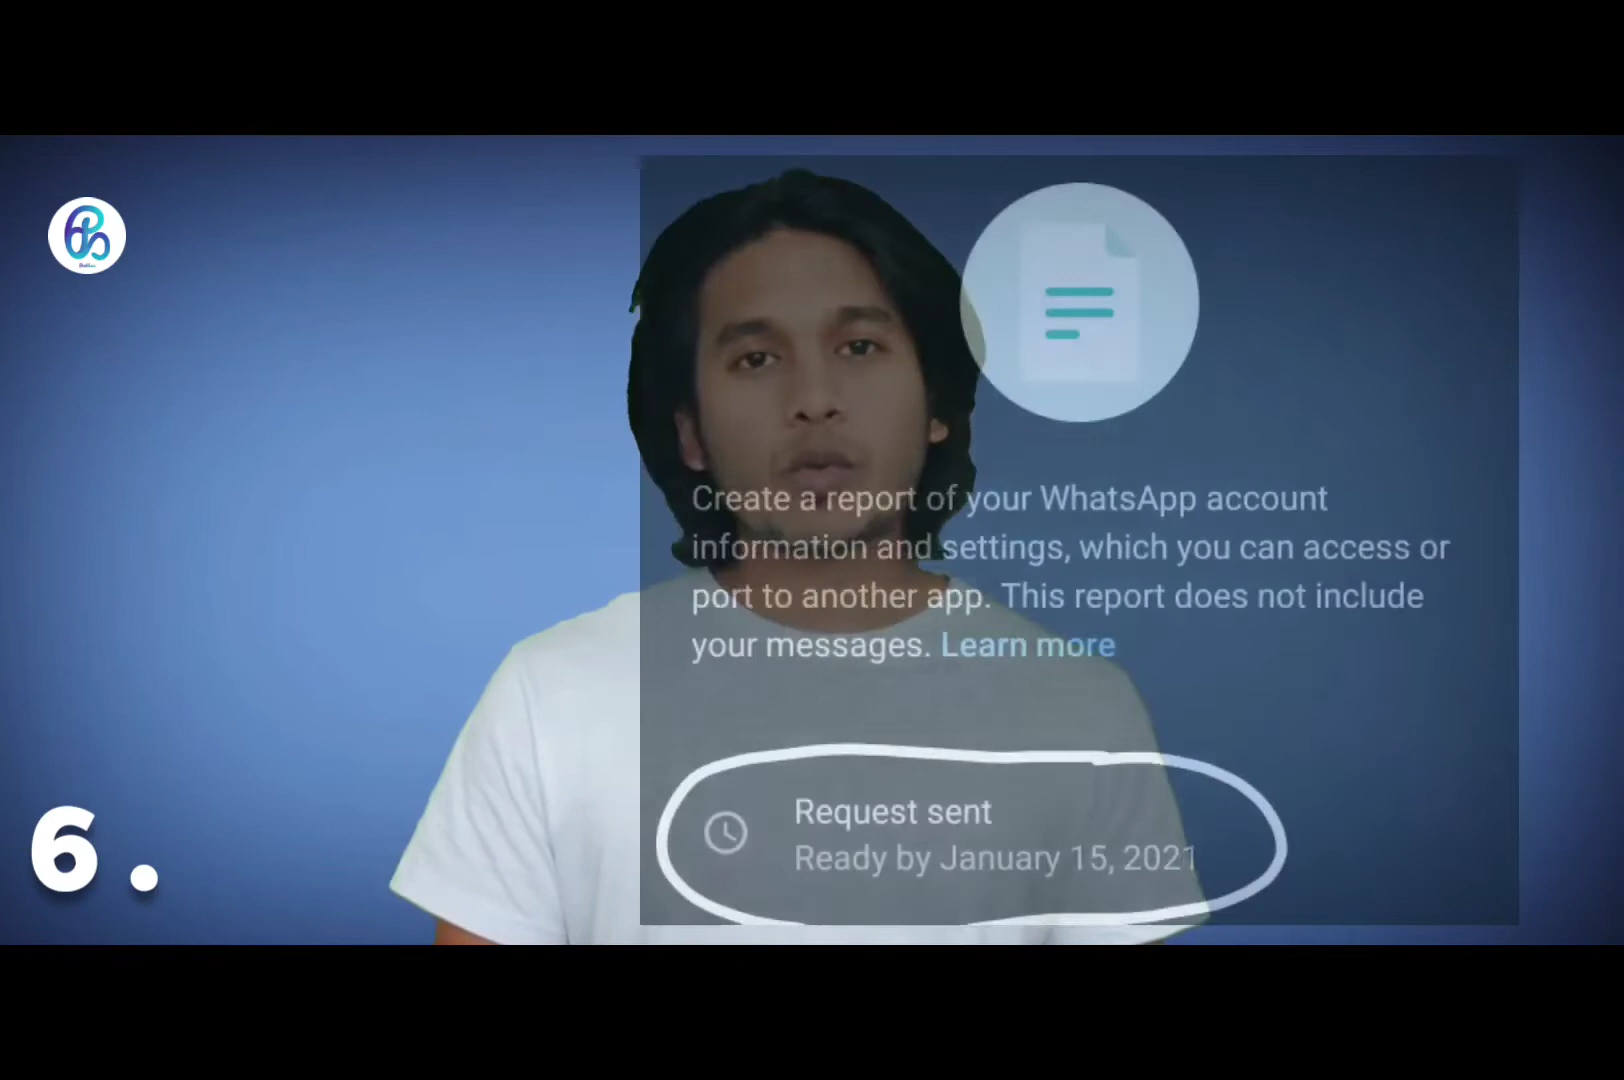 Create a report of your WhatsApp account
information and settings, which you can access or
port to another app. This report does not include
your messages. Learn more
Request sent
Ready by January 15, 2021
6.